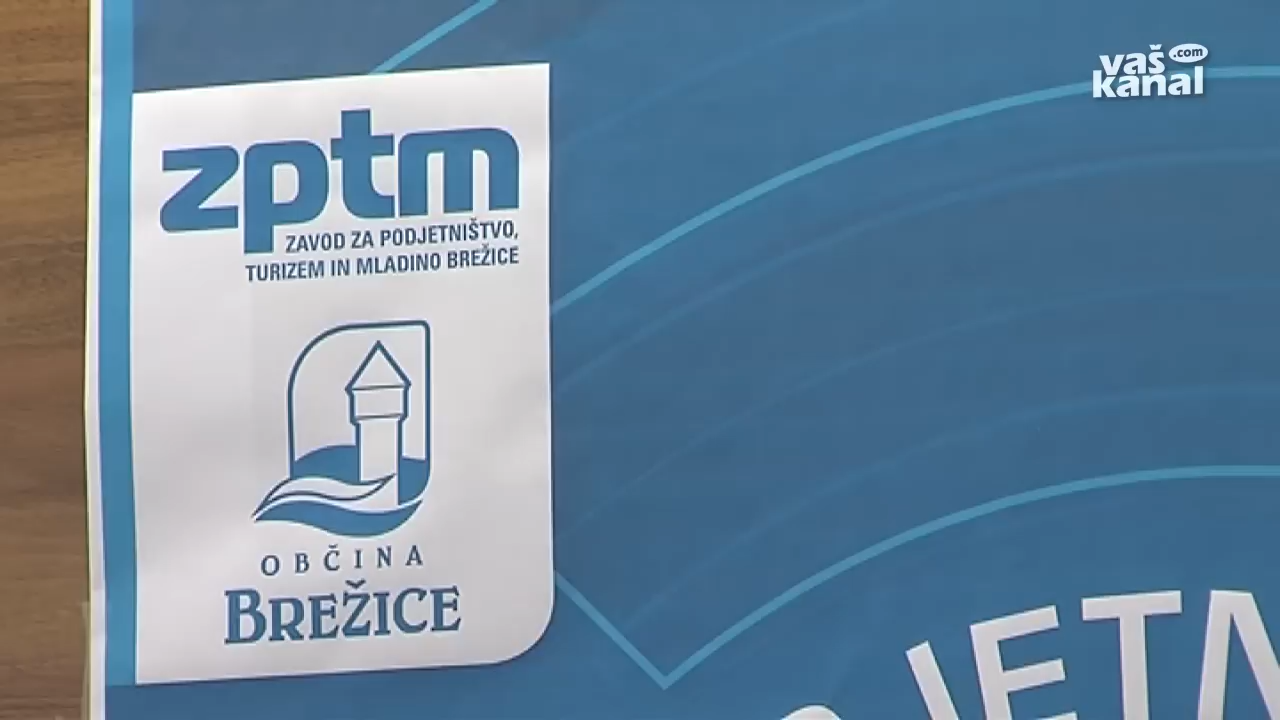 vaš
.com
kanal
zptm
ZAVOD ZA PODJETNIŠTVO,
TURIZEM IN MLADINO BREŽICE
OBČINA
BREŽICE